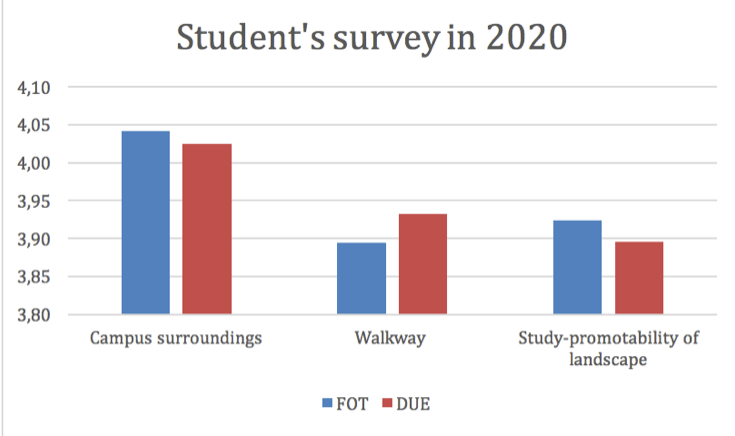 Student's survey in 2020
4,10
4,05
4,00
3,95
3,90
3,85
3,80
Campus surroundings
Walkway
Study-promotability of
landscape
FOT
DUE